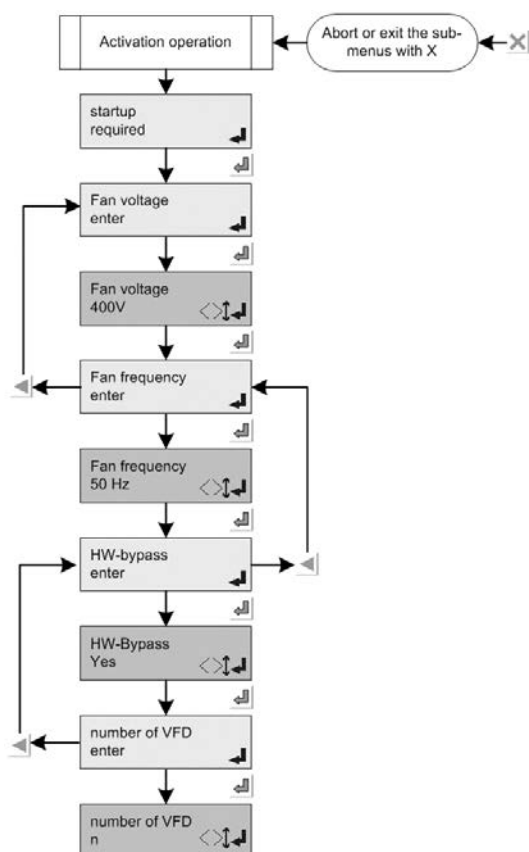 Activation operation
Abort or exit the sub-
menus with X
startup
required
Fan voltage
enter
Fan voltage
400V
Fan frequency
enter
Fan frequency
50 Hz
HW-bypass
enter
HW-Bypass
Yes
number of VFD
enter
number of VFD
n